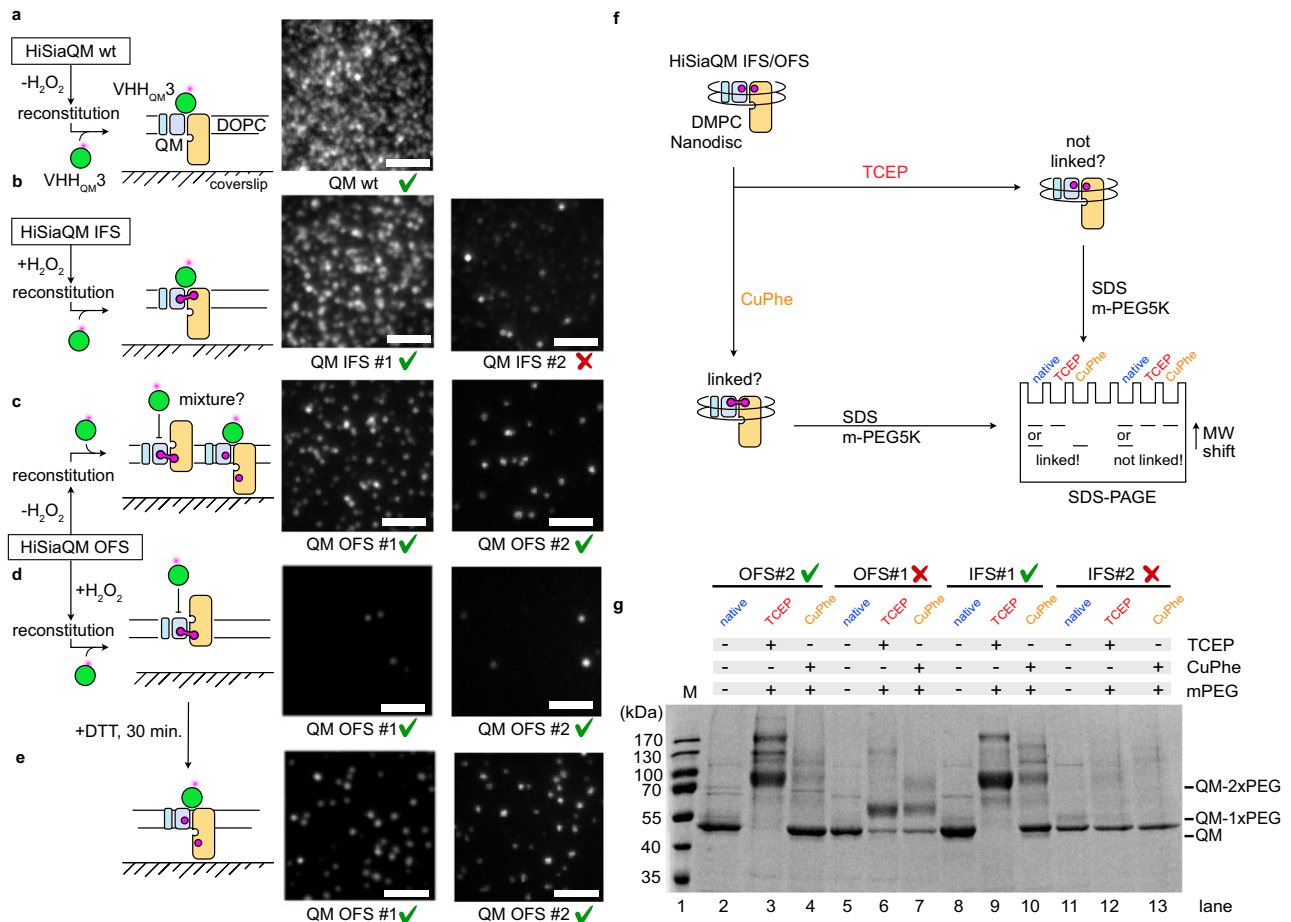 a
HiSiaQM wt
-H2O2
reconstitution
VHHQM3
VHHQM3
QM
DOPC
coverslip
QM wt ✓
b
HiSiaQM IFS
+H2O2
reconstitution
QM IFS #1 ✓
QM IFS #2 ✗
c
mixture?
reconstitution
-H2O2
QM OFS #1 ✓
QM OFS #2 ✓
HiSiaQM OFS
d
+H2O2
reconstitution
QM OFS #1 ✓
QM OFS #2 ✓
+DTT, 30 min.
e
QM OFS #1 ✓
QM OFS #2 ✓
f
HiSiaQM IFS/OFS
DMPC
Nanodisc
TCEP
not
linked?
CuPhe
SDS
m-PEG5K
linked?
SDS
m-PEG5K
native TCEP CuPhe native TCEP CuPhe
or or
linked! not linked!
MW
shift
SDS-PAGE
g
OFS#2 ✓ OFS#1 ✗ IFS#1 ✓ IFS#2 ✗
native TCEP CuPhe native TCEP CuPhe native TCEP CuPhe native TCEP CuPhe
- + - - + - - + - - + - TCEP
- - + - - + - - + - - + CuPhe
M - + + - + + - + + - + + mPEG
(kDa)
170
130
100
70
55
40
35
QM-2xPEG
QM-1xPEG
QM
1 2 3 4 5 6 7 8 9 10 11 12 13 lane